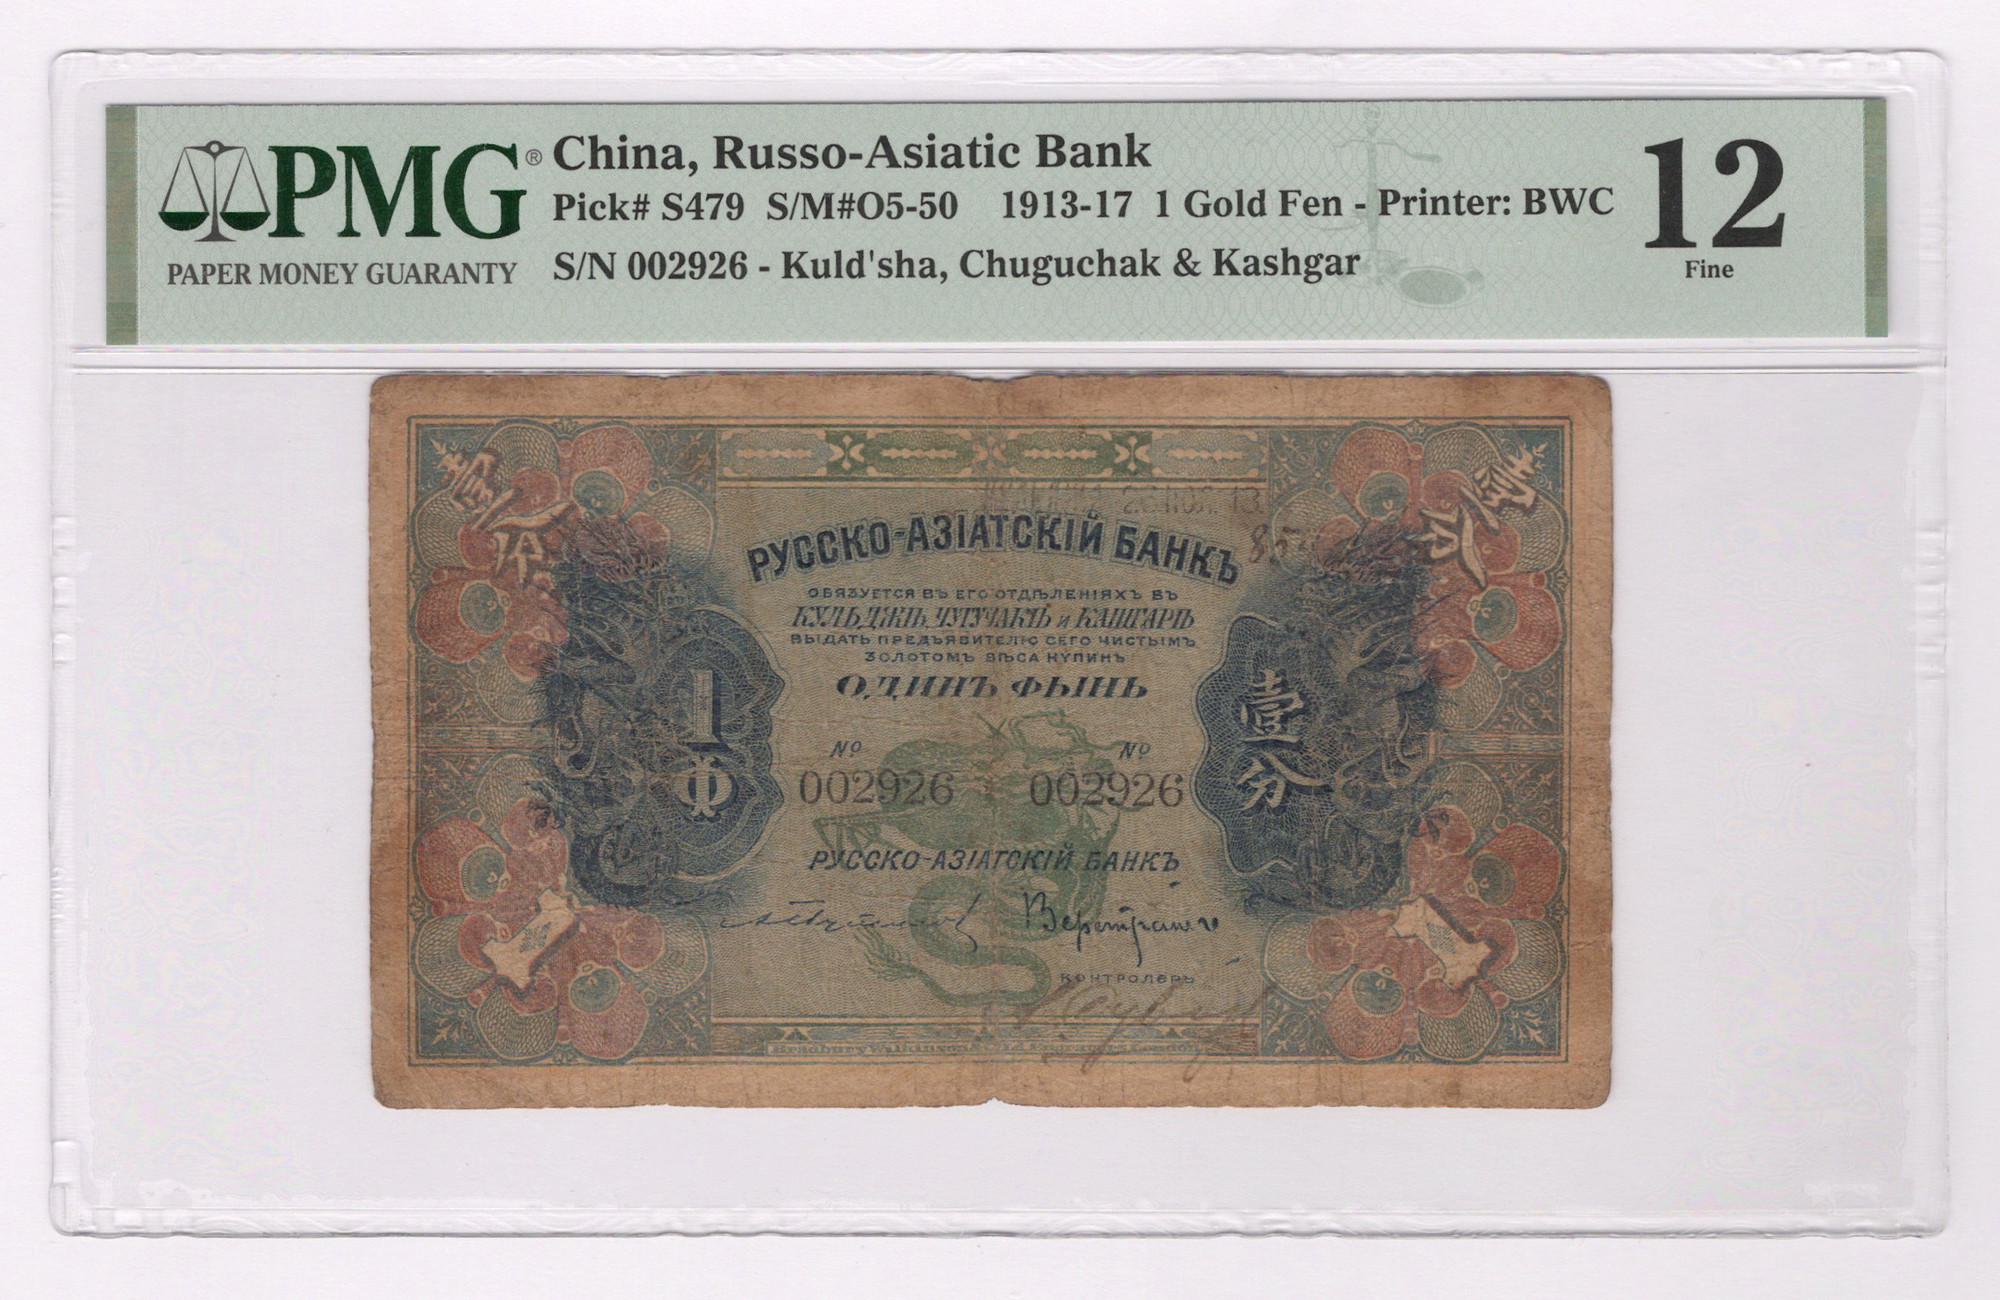 PMG®
PAPER MONEY GUARANTY
China, Russo-Asiatic Bank
Pick# S479 S/M#O5-50 1913-17 1 Gold Fen - Printer: BWC
S/N 002926 - Kuld'sha, Chuguchak & Kashgar
12
Fine
РУССКО-АЗІАТСКІЙ БАНКЪ
ОБЯЗУЕТСЯ ВЪ ЕГО ОТДѢЛЕНІЯХЪ ВЪ
КУЛЬДЖѢ, ЧУГУЧАКѢ и КАШГАРѢ
ВЫДАТЬ ПРЕДЪЯВИТЕЛЮ СЕГО ЧИСТЫМЪ
ЗОЛОТОМЪ ВѢСА КУПИНЪ
ОДИНЪ ФЫНЬ
1
Ф
壹
分
№ №
002926 002926
РУССКО-АЗІАТСКІЙ БАНКЪ
КОНТРОЛЕРЪ